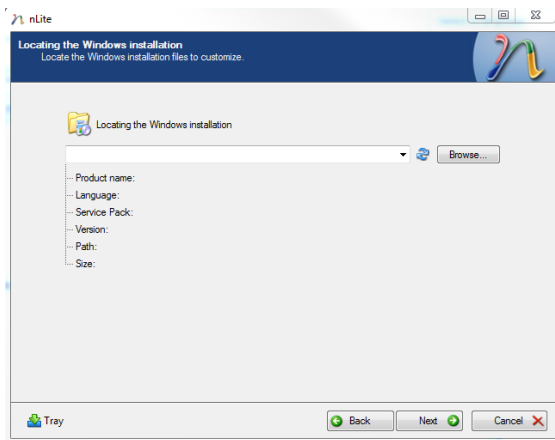 nLite
Locating the Windows installation
Locate the Windows installation files to customize.
Locating the Windows installation
Browse...
Product name:
Language:
Service Pack:
Version:
Path:
Size:
Tray
Back
Next
Cancel